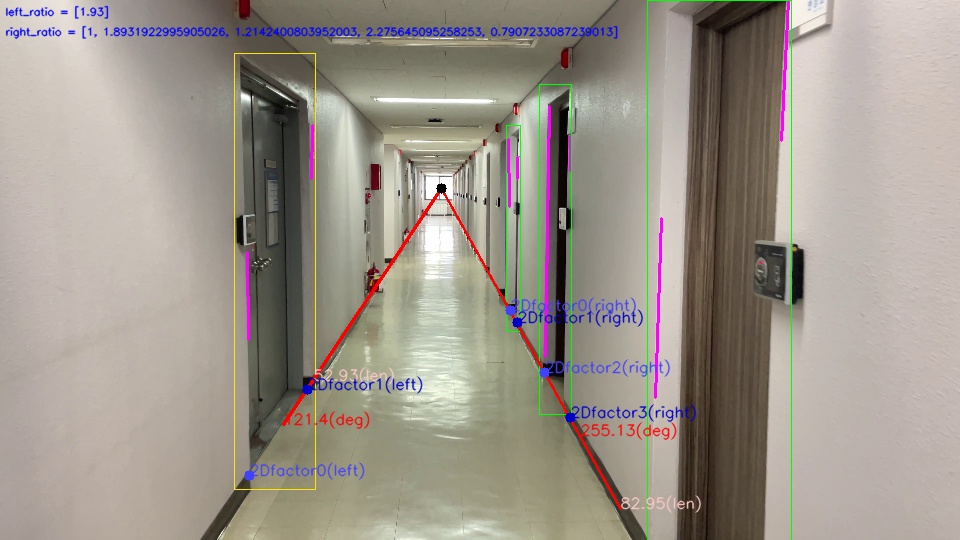 left_ratio = [1.93]
right_ratio = [1, 1.8931922995905026, 1.2142400803952003, 2.275645095258253, 0.7907233087239013]
2Dfactor0(right)
2Dfactor1(right)
2Dfactor2(right)
52.93(len)
2Dfactor1(left)
121.4(deg)
2Dfactor3(right)
255.13(deg)
2Dfactor0(left)
82.95(len)